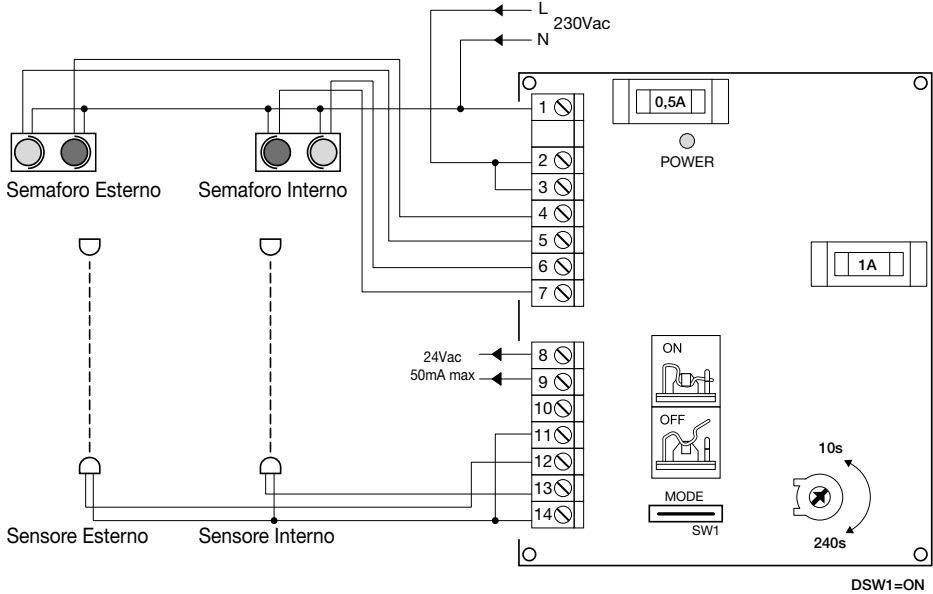 L
230Vac
N
1
0,5A
2
POWER
3
Semaforo Esterno
Semaforo Interno
4
5
6
1A
7
24Vac
8
50mA max
9
ON
10
OFF
11
10s
12
13
MODE
14
SW1
Sensore Esterno
Sensore Interno
240s
DSW1=ON